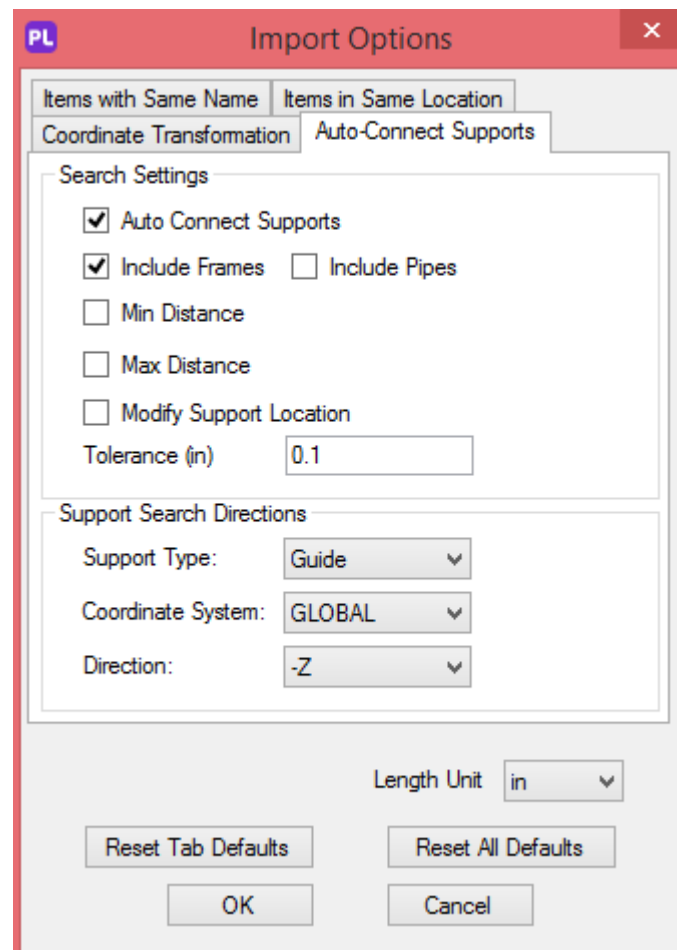 PL Import Options ×
Items with Same Name Items in Same Location
Coordinate Transformation Auto-Connect Supports
Search Settings
Auto Connect Supports
Include Frames Include Pipes
Min Distance
Max Distance
Modify Support Location
Tolerance (in) 0.1
Support Search Directions
Support Type: Guide
Coordinate System: GLOBAL
Direction: -Z
Length Unit in
Reset Tab Defaults Reset All Defaults
OK Cancel